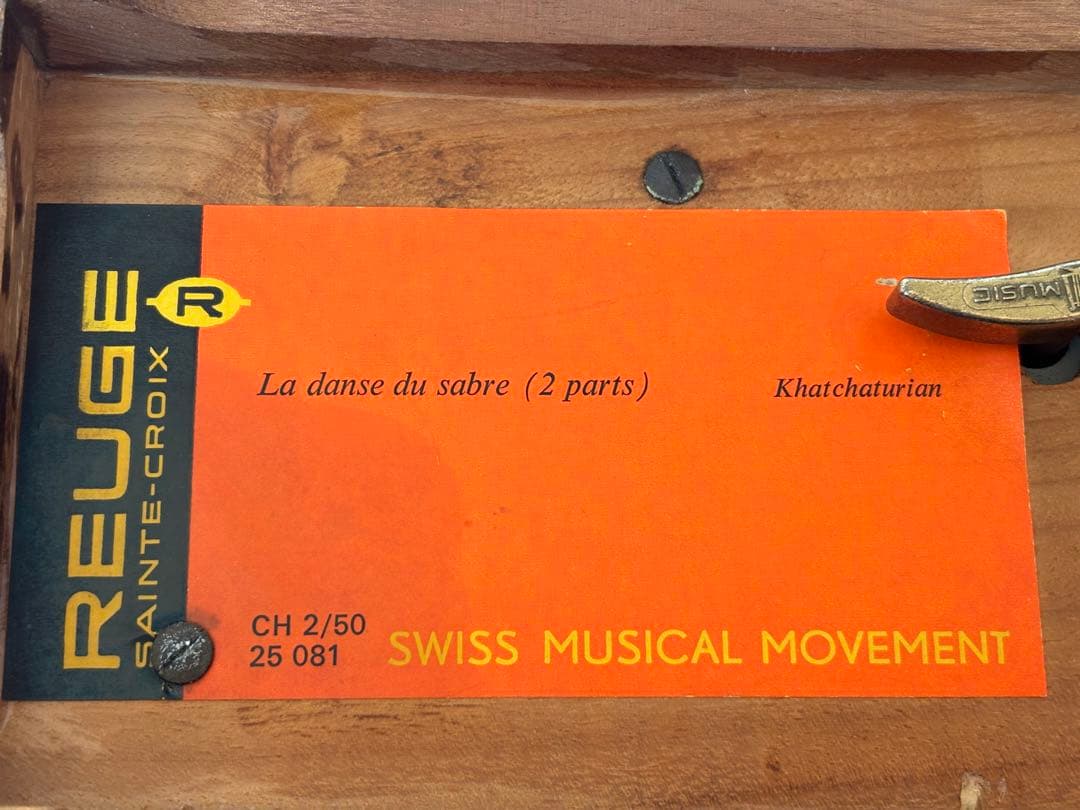 REUGE
SAINTE-CROIX
R
La danse du sabre (2 parts) Khatchaturian
CH 2/50
25 081
SWISS MUSICAL MOVEMENT
MUSIC